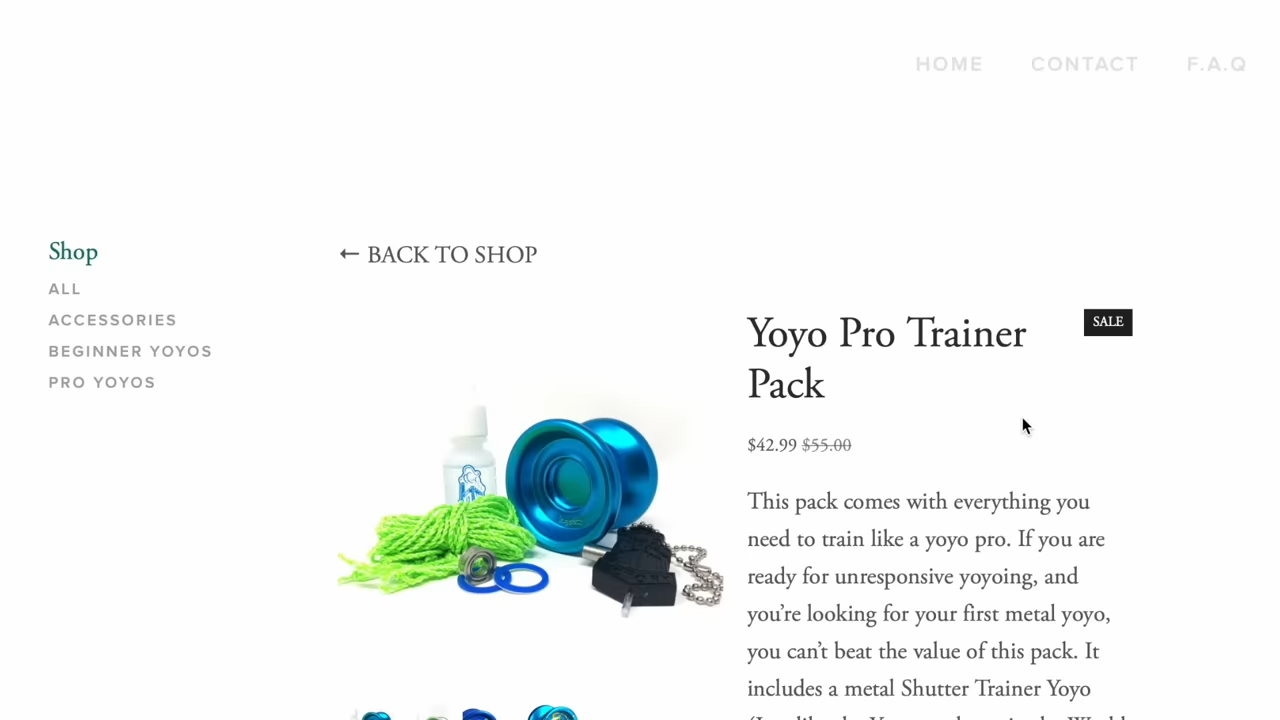 HOME CONTACT F.A.Q
Shop
ALL
ACCESSORIES
BEGINNER YOYOS
PRO YOYOS
← BACK TO SHOP
Yoyo Pro Trainer
Pack
SALE
$42.99 $55.00
This pack comes with everything you
need to train like a yoyo pro. If you are
ready for unresponsive yoyoing, and
you’re looking for your first metal yoyo,
you can’t beat the value of this pack. It
includes a metal Shutter Trainer Yoyo